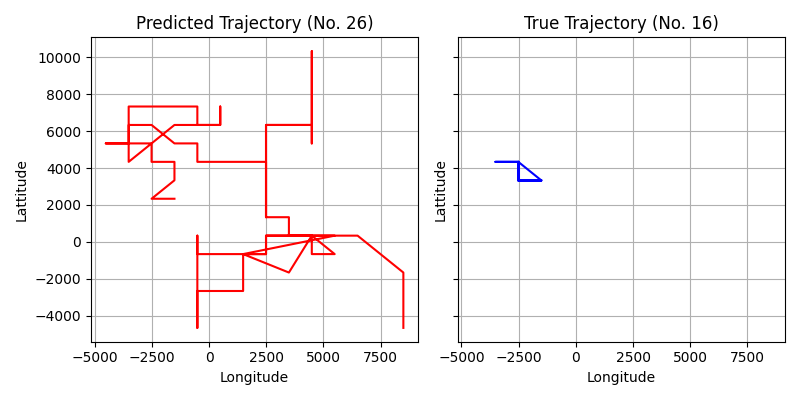 Predicted Trajectory (No. 26)
True Trajectory (No. 16)
Lattitude
10000
8000
6000
4000
2000
0
−2000
−4000
−5000 −2500 0 2500 5000 7500
Longitude
Lattitude
−5000 −2500 0 2500 5000 7500
Longitude